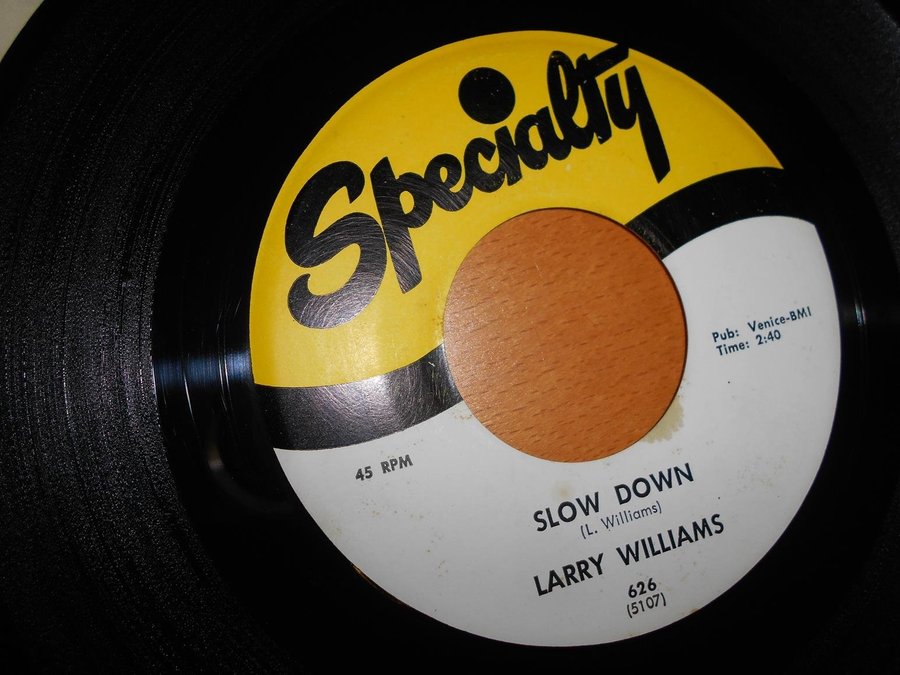 Specialty
Pub: Venice-BMI
Time: 2:40
45 RPM
SLOW DOWN
(L. Williams)
LARRY WILLIAMS
626
(5107)